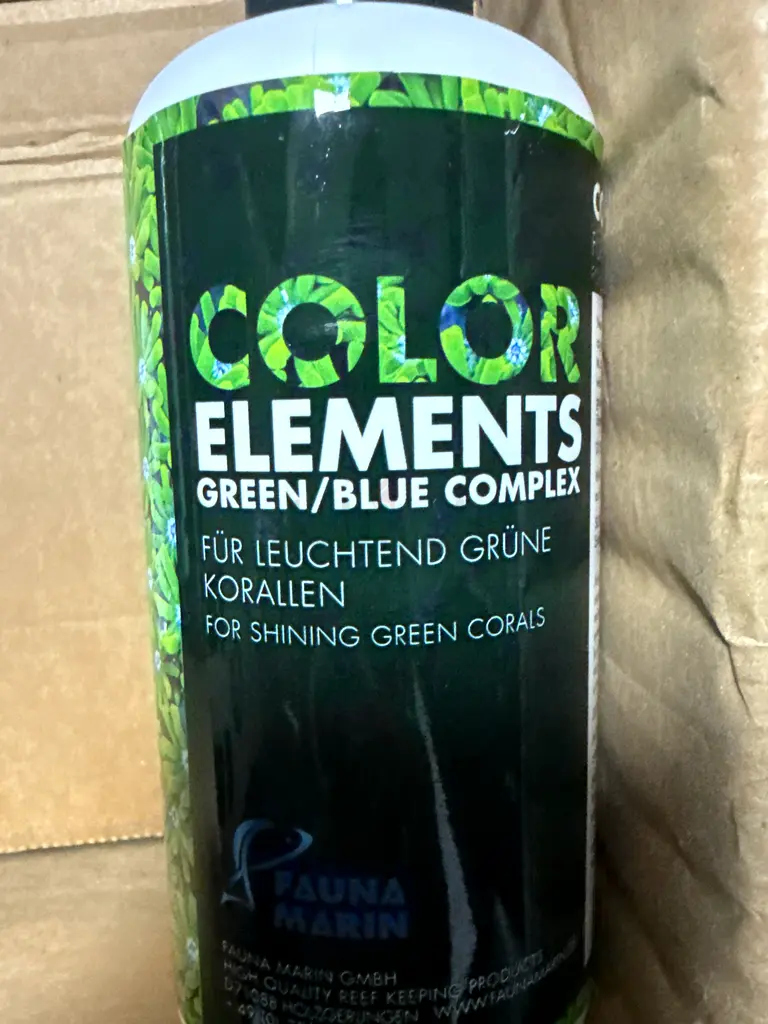 COLOR
ELEMENTS
GREEN/BLUE COMPLEX
FÜR LEUCHTEND GRÜNE
KORALLEN
FOR SHINING GREEN CORALS
FAUNA
MARIN
FAUNA MARIN GMBH
HIGH QUALITY REEF KEEPING PRODUCTS
HOLZGERLINGEN